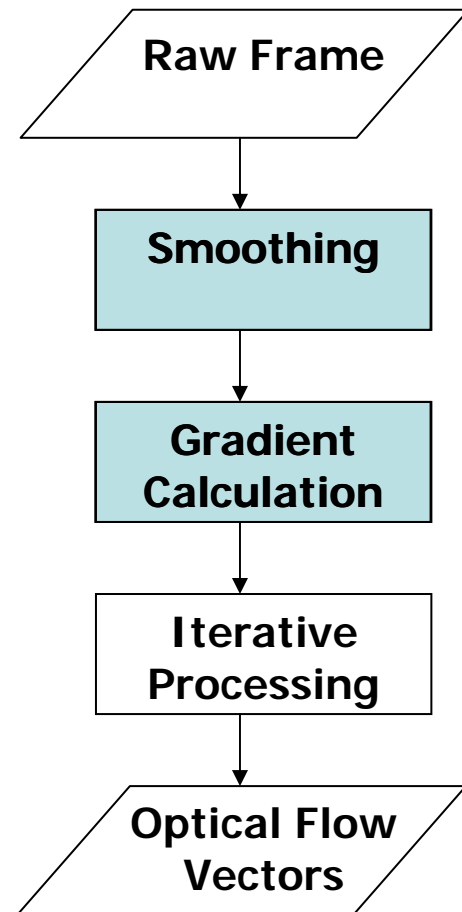 Raw Frame
Smoothing
Gradient
Calculation
Iterative
Processing
Optical Flow
Vectors